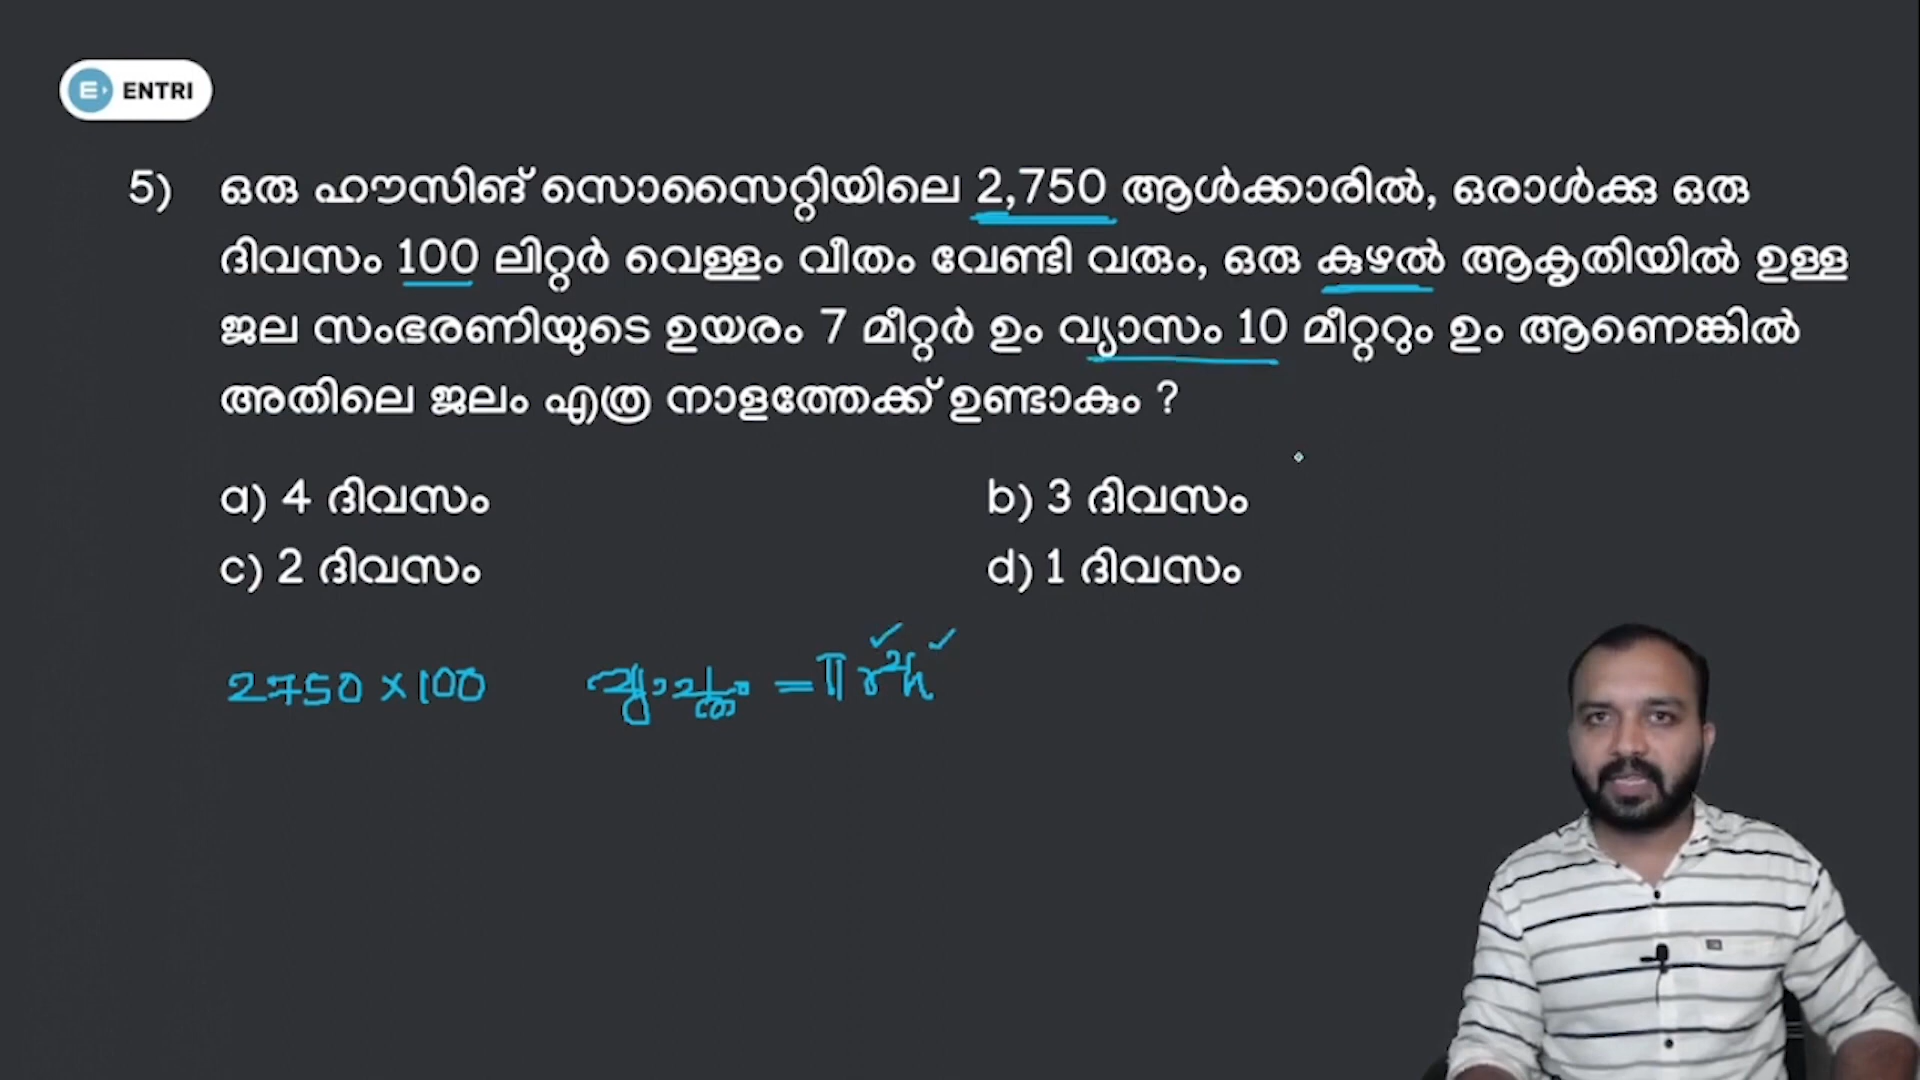 ENTRI
5) ഒരു ഹൗസിങ് സൊസൈറ്റിയിലെ 2,750 ആൾക്കാരിൽ, ഒരാൾക്കു ഒരു
ദിവസം 100 ലിറ്റർ വെള്ളം വീതം വേണ്ടി വരും, ഒരു കുഴൽ ആകൃതിയിൽ ഉള്ള
ജല സംഭരണിയുടെ ഉയരം 7 മീറ്റർ ഉം വ്യാസം 10 മീറ്ററും ഉം ആണെങ്കിൽ
അതിലെ ജലം എത്ര നാളത്തേക്ക് ഉണ്ടാകും ?
a) 4 ദിവസം b) 3 ദിവസം
c) 2 ദിവസം d) 1 ദിവസം
2750 × 100 വ്യാപ്തം = πr²h